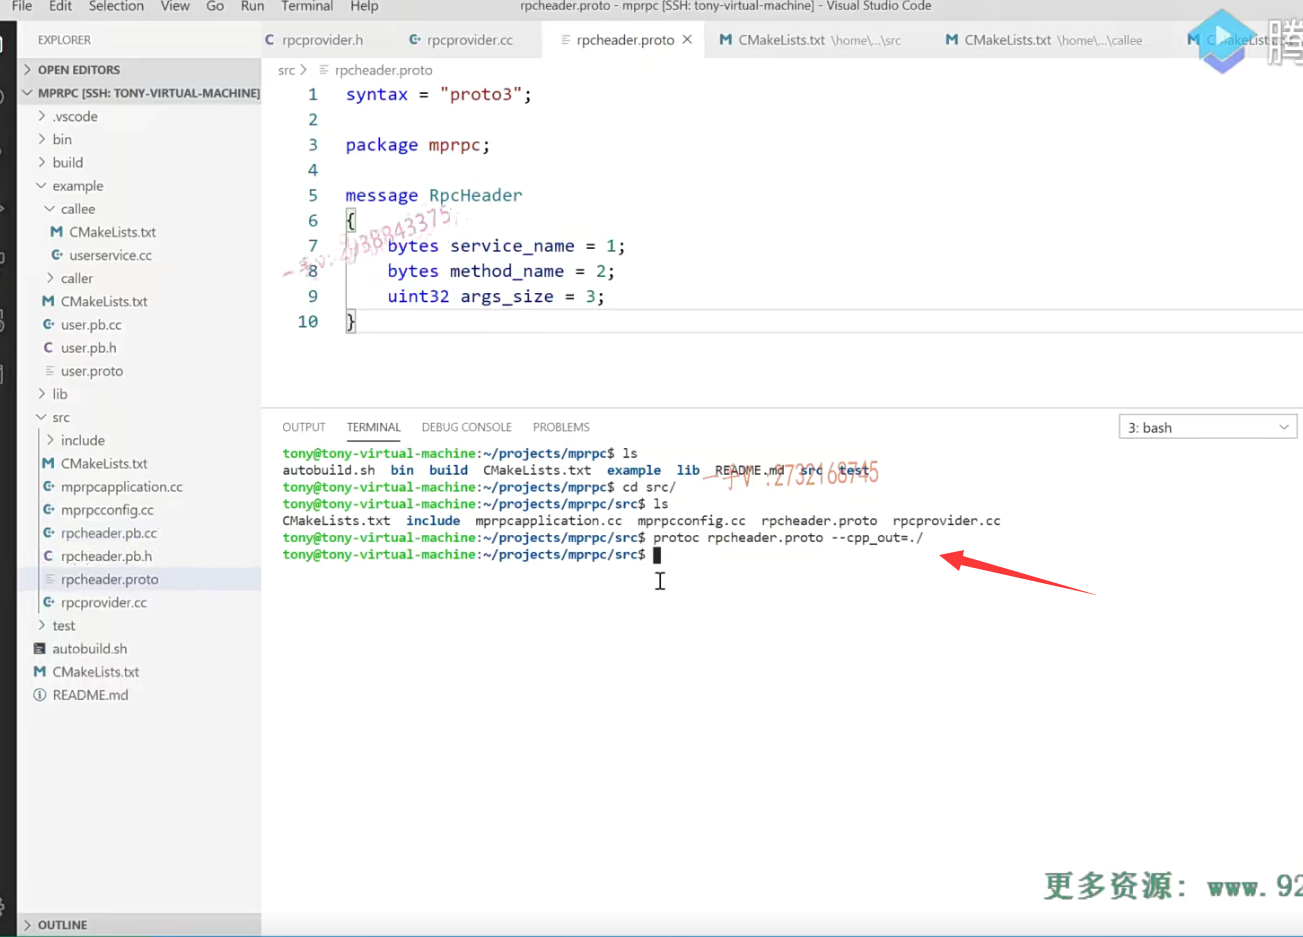 File Edit Selection View Go Run Terminal Help
rpcheader.proto - mprpc [SSH: tony-virtual-machine] - Visual Studio Code
EXPLORER
OPEN EDITORS
MPRPC [SSH: TONY-VIRTUAL-MACHINE]
.vscode
bin
build
example
callee
CMakeLists.txt
userservice.cc
caller
CMakeLists.txt
user.pb.cc
user.pb.h
user.proto
lib
src
include
CMakeLists.txt
mprpcapplication.cc
mprpcconfig.cc
rpcheader.pb.cc
rpcheader.pb.h
rpcheader.proto
rpcprovider.cc
test
autobuild.sh
CMakeLists.txt
README.md
OUTLINE
rpcprovider.h rpcprovider.cc rpcheader.proto CMakeLists.txt \home\...\src CMakeLists.txt \home\...\callee
腾
src > rpcheader.proto
1 syntax = "proto3";
2
3 package mprpc;
4
5 message RpcHeader
6 {
7 bytes service_name = 1;
8 bytes method_name = 2;
9 uint32 args_size = 3;
10 }
OUTPUT TERMINAL DEBUG CONSOLE PROBLEMS
3: bash
tony@tony-virtual-machine:~/projects/mprpc$ ls
autobuild.sh bin build CMakeLists.txt example lib README.md src test
一手V:2732168745
tony@tony-virtual-machine:~/projects/mprpc$ cd src/
tony@tony-virtual-machine:~/projects/mprpc/src$ ls
CMakeLists.txt include mprpcapplication.cc mprpcconfig.cc rpcheader.proto rpcprovider.cc
tony@tony-virtual-machine:~/projects/mprpc/src$ protoc rpcheader.proto --cpp_out=./
tony@tony-virtual-machine:~/projects/mprpc/src$
更多资源: www.92